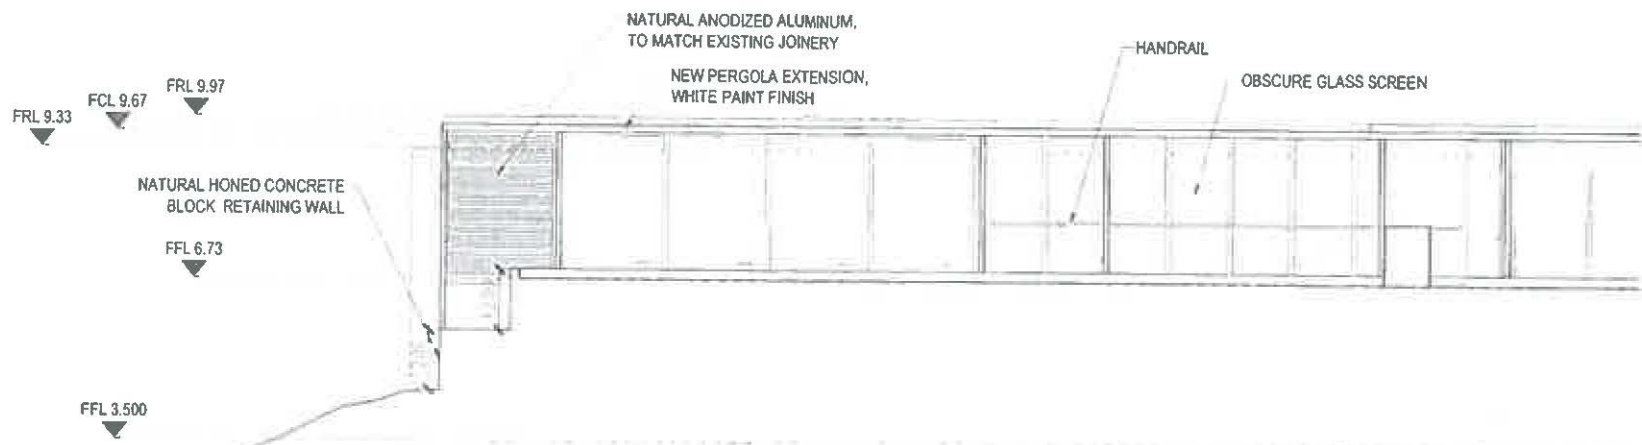 NATURAL ANODIZED ALUMINUM,
TO MATCH EXISTING JOINERY
HANDRAIL
NEW PERGOLA EXTENSION,
WHITE PAINT FINISH
OBSCURE GLASS SCREEN
FRL 9.97
FCL 9.67
FRL 9.33
NATURAL HONED CONCRETE
BLOCK RETAINING WALL
FFL 6.73
FFL 3.500